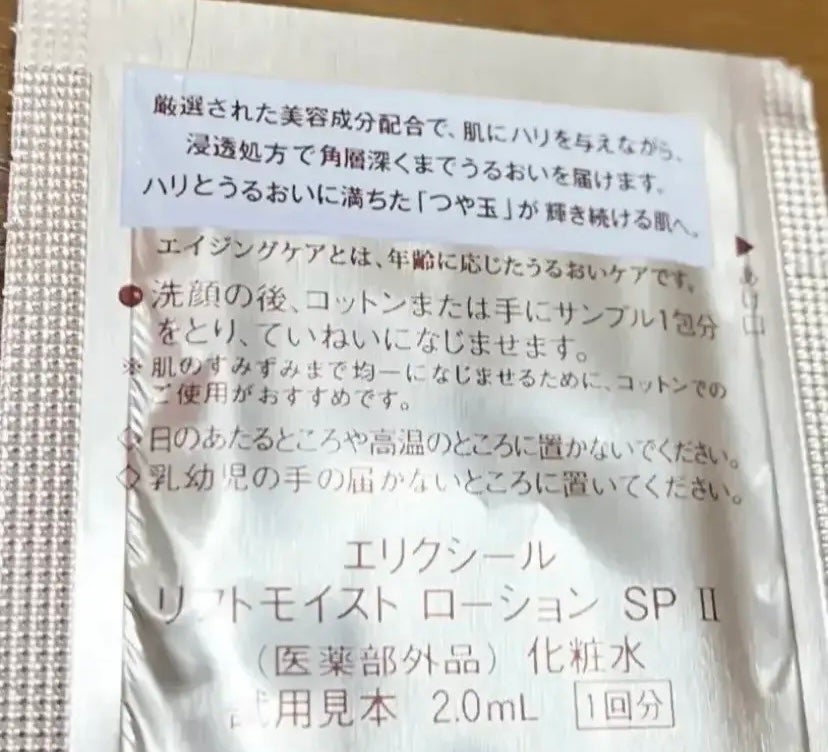 厳選された美容成分配合で、肌にハリを与えながら、
浸透処方で角層深くまでうるおいを届けます。
ハリとうるおいに満ちた「つや玉」が 輝き続ける肌へ。
エイジングケアとは、年齢に応じたうるおいケアです。
▶あけ口
●洗顔の後、コットンまたは手にサンプル1包分
をとり、ていねいになじませます。
※肌のすみずみまで均一になじませるために、コットンでの
ご使用がおすすめです。
◇日のあたるところや高温のところに置かないでください。
◇乳幼児の手の届かないところに置いてください。
エリクシール
リフトモイスト ローション SP Ⅱ
（医薬部外品）化粧水
試用見本 2.0mL 1回分